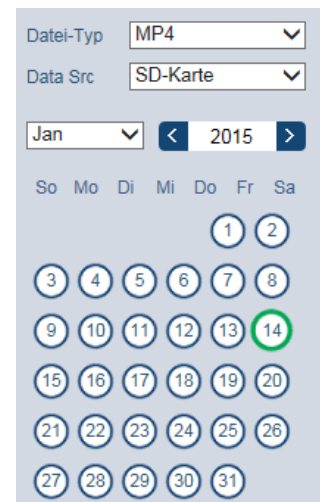 Datei-Typ MP4
Data Src SD-Karte
Jan < 2015 >
So Mo Di Mi Do Fr Sa
1 2
3 4 5 6 7 8
9 10 11 12 13 14
15 16 17 18 19 20
21 22 23 24 25 26
27 28 29 30 31